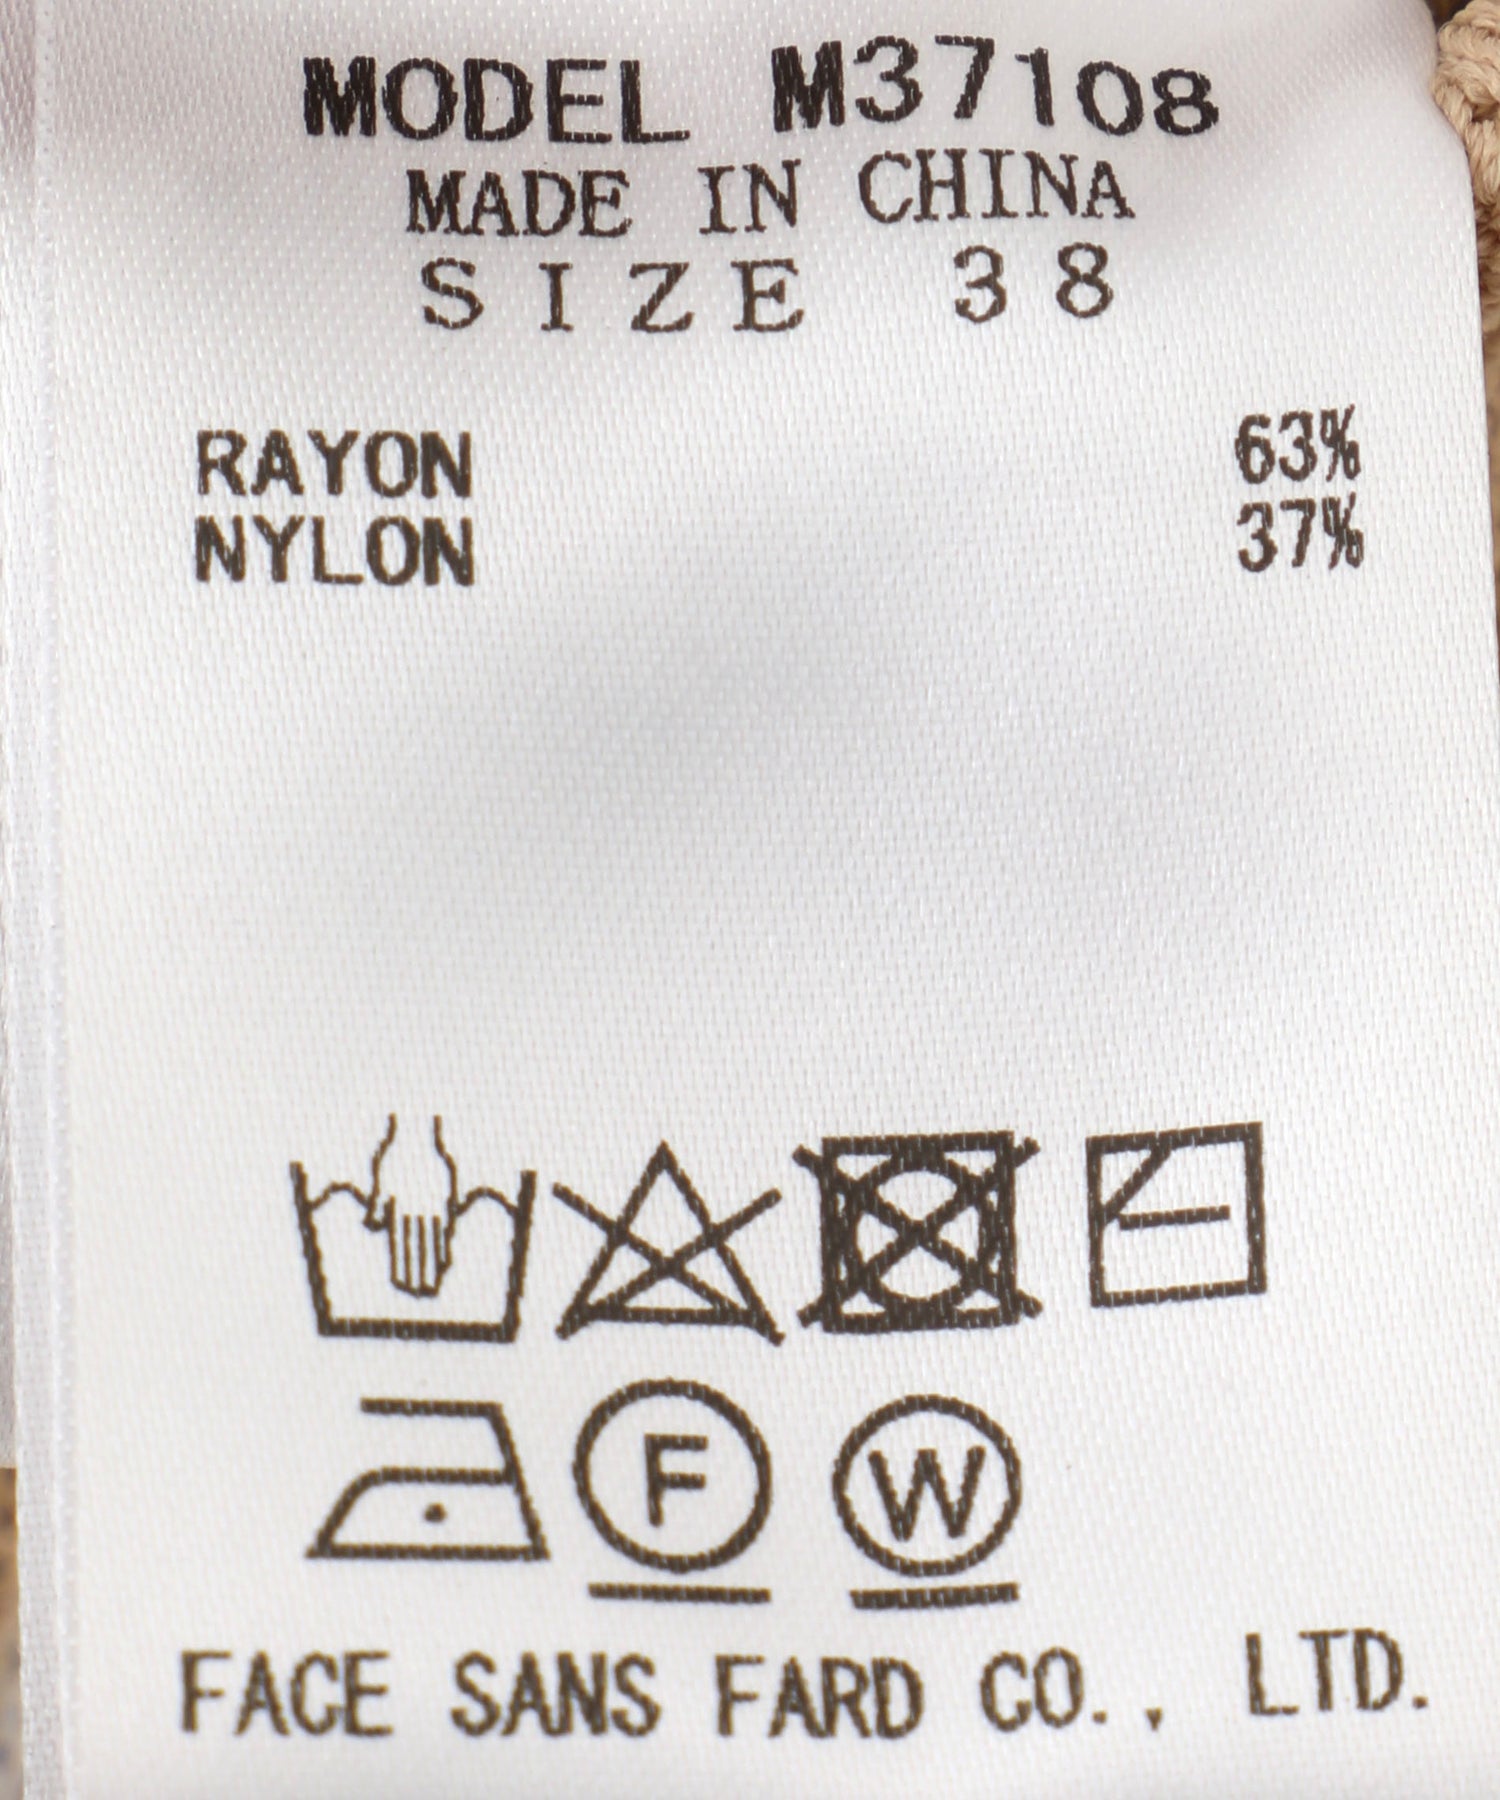 MODEL M37108
MADE IN CHINA
SIZE 38
RAYON 63%
NYLON 37%
F W
FACE SANS FARD CO., LTD.